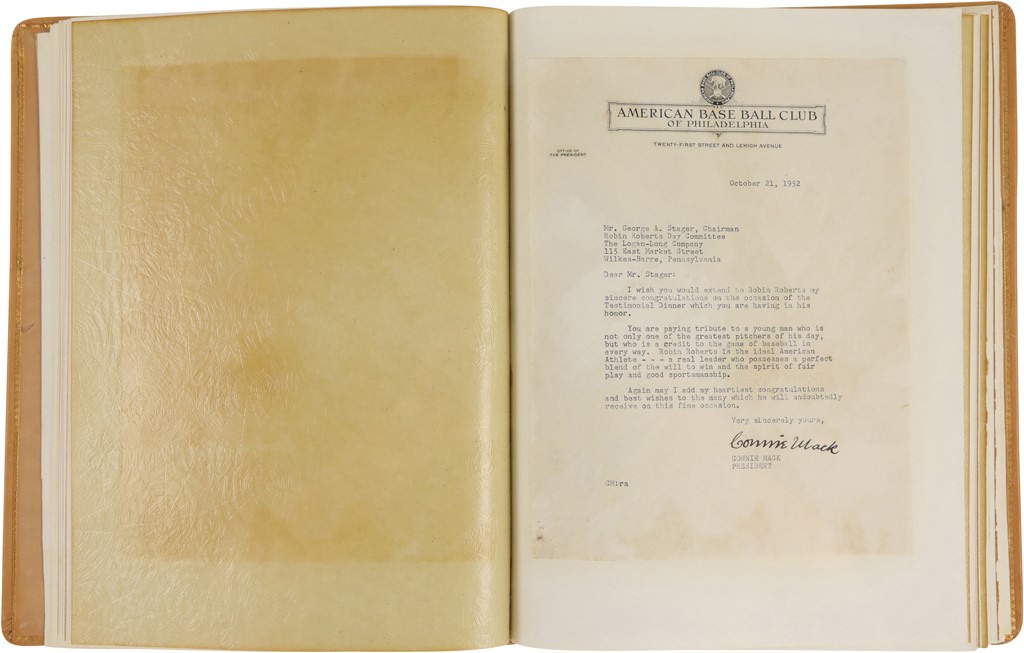 AMERICAN BASE BALL CLUB
OF PHILADELPHIA
TWENTY-FIRST STREET AND LEHIGH AVENUE
OFFICE OF
THE PRESIDENT
October 21, 1952
Mr. George A. Stager, Chairman
Robin Roberts Day Committee
The Logan-Long Company
115 East Market Street
Wilkes-Barre, Pennsylvania
Dear Mr. Stager:
I wish you would extend to Robin Roberts my
sincere congratulations on the occasion of the
Testimonial Dinner which you are having in his
honor.
You are paying tribute to a young man who is
not only one of the greatest pitchers of his day,
but who is a credit to the game of baseball in
every way. Robin Roberts is the ideal American
Athlete - - - a real leader who possesses a perfect
blend of the will to win and the spirit of fair
play and good sportsmanship.
Again may I add my heartiest congratulations
and best wishes to the many which he will undoubtedly
receive on this fine occasion.
Very sincerely yours,
Connie Mack
CONNIE MACK
PRESIDENT
CM:ra